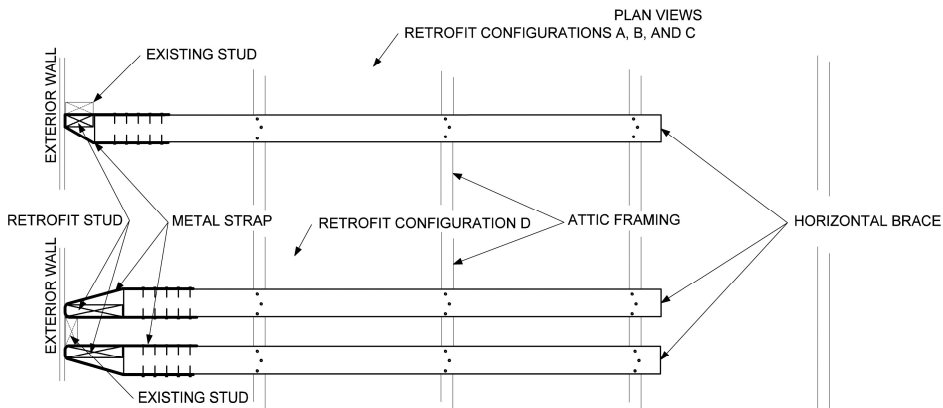 PLAN VIEWS
RETROFIT CONFIGURATIONS A, B, AND C
EXISTING STUD
EXTERIOR WALL
RETROFIT STUD
METAL STRAP
RETROFIT CONFIGURATION D
ATTIC FRAMING
HORIZONTAL BRACE
EXTERIOR WALL
EXISTING STUD